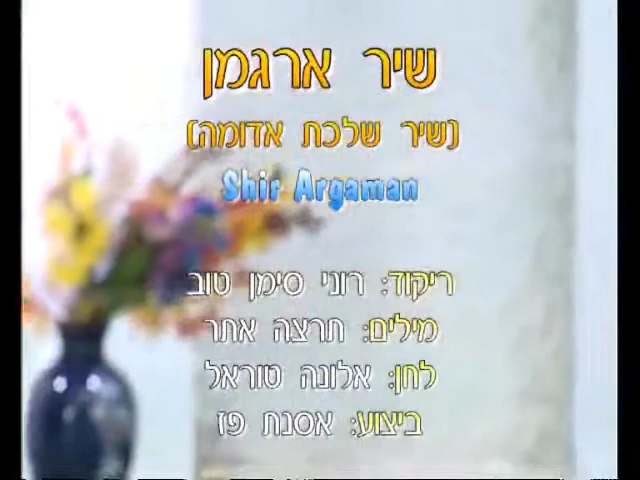 שיר ארגמן
(שיר שלכת אדומה)
Shir Argaman
ריקוד: רוני סימן טוב
מילים: תרצה אתר
לחן: אלונה טוראל
ביצוע: אסנת פז